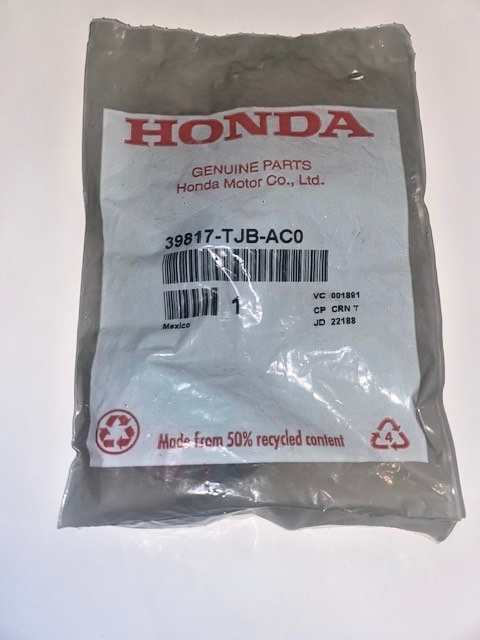 HONDA
GENUINE PARTS
Honda Motor Co., Ltd.
39817-TJB-AC0
1
VC 001891
CP CRN T
Mexico
JD 22188
Made from 50% recycled content
4